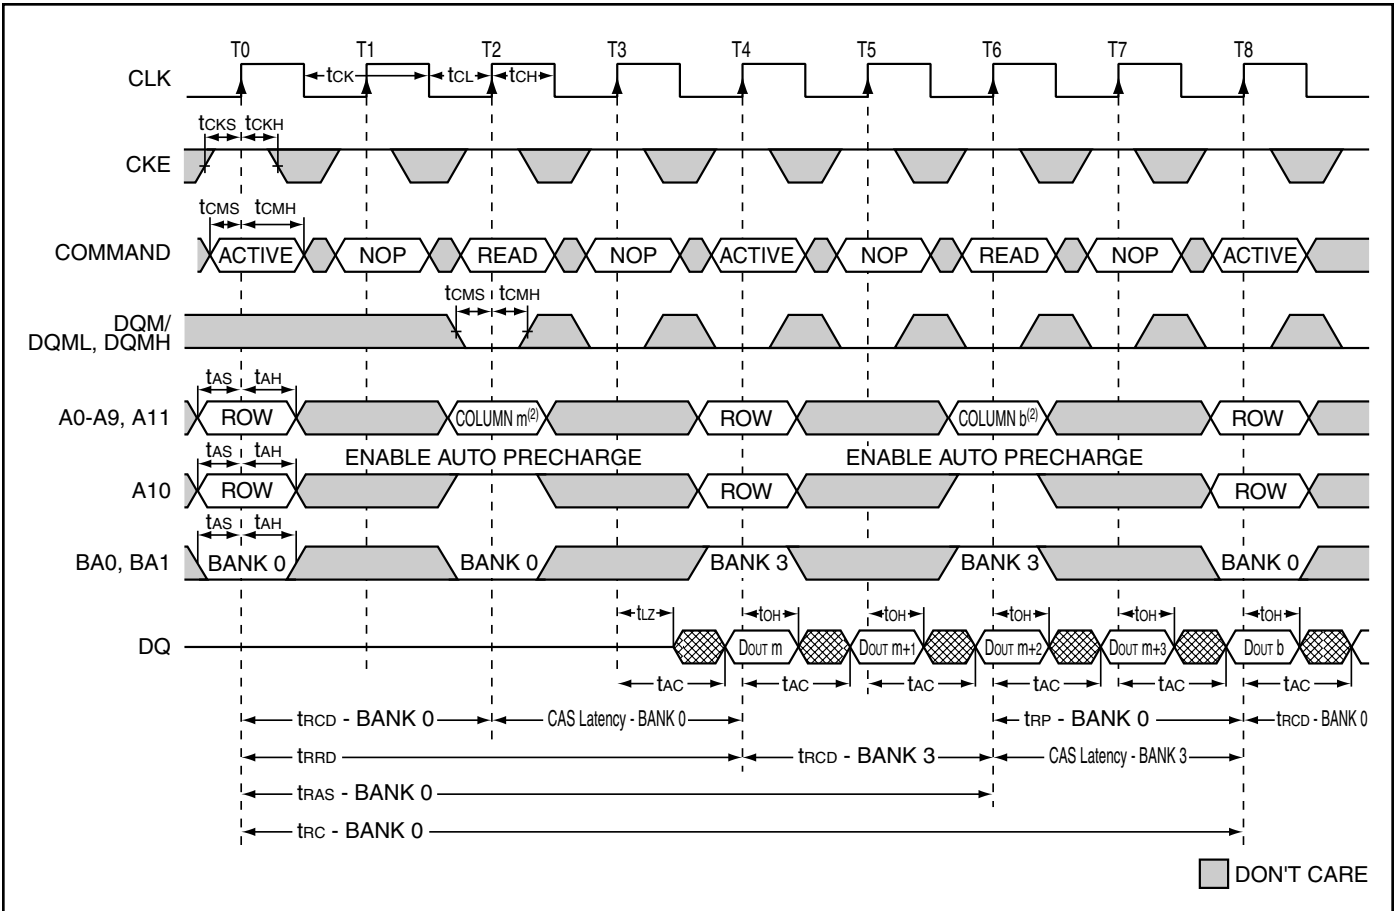 T0 T1 T2 T3 T4 T5 T6 T7 T8
CLK tCK tCL tCH
tCKS tCKH
CKE
tCMS tCMH
COMMAND ACTIVE NOP READ NOP ACTIVE NOP READ NOP ACTIVE
tCMS tCMH
DQM/
DQML, DQMH
tAS tAH
A0-A9, A11 ROW COLUMN m(2) ROW COLUMN b(2) ROW
tAS tAH ENABLE AUTO PRECHARGE ENABLE AUTO PRECHARGE
A10 ROW ROW ROW
tAS tAH
BA0, BA1 BANK 0 BANK 0 BANK 3 BANK 3 BANK 0
tLZ tOH tOH tOH tOH tOH
DQ DOUT m DOUT m+1 DOUT m+2 DOUT m+3 DOUT b
tAC tAC tAC tAC tAC tAC
tRCD - BANK 0 CAS Latency - BANK 0 tRP - BANK 0 tRCD - BANK 0
tRRD tRCD - BANK 3 CAS Latency - BANK 3
tRAS - BANK 0
tRC - BANK 0
DON'T CARE